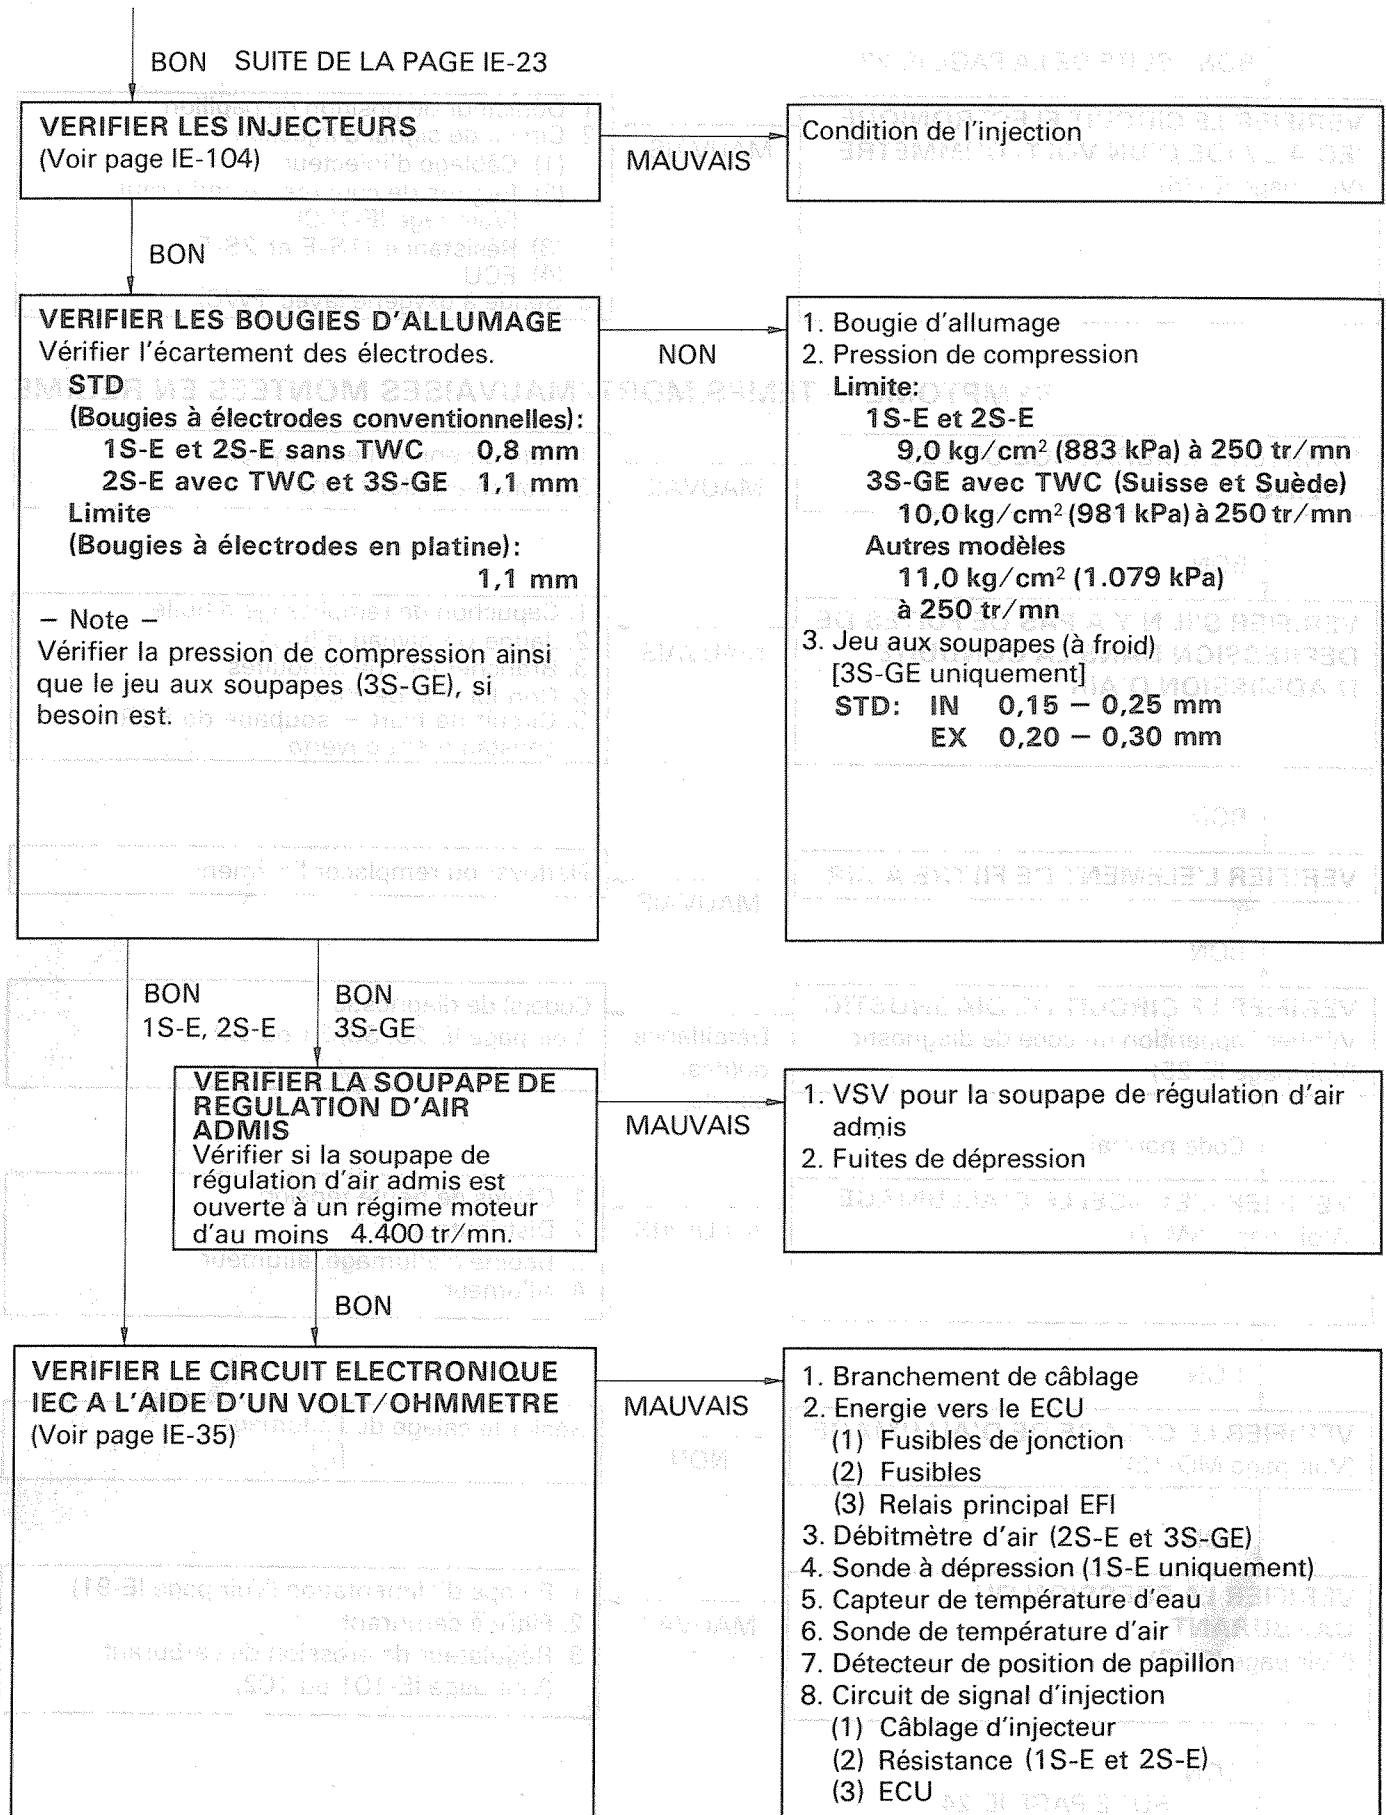 BON SUITE DE LA PAGE IE-23
VERIFIER LES INJECTEURS
(Voir page IE-104)
MAUVAIS
Condition de l'injection
BON
VERIFIER LES BOUGIES D'ALLUMAGE
Vérifier l'écartement des électrodes.
STD
(Bougies à électrodes conventionnelles):
1S-E et 2S-E sans TWC 0,8 mm
2S-E avec TWC et 3S-GE 1,1 mm
Limite
(Bougies à électrodes en platine):
1,1 mm
— Note —
Vérifier la pression de compression ainsi
que le jeu aux soupapes (3S-GE), si
besoin est.
NON
1. Bougie d'allumage
2. Pression de compression
Limite:
1S-E et 2S-E
9,0 kg/cm² (883 kPa) à 250 tr/mn
3S-GE avec TWC (Suisse et Suède)
10,0 kg/cm² (981 kPa) à 250 tr/mn
Autres modèles
11,0 kg/cm² (1.079 kPa)
à 250 tr/mn
3. Jeu aux soupapes (à froid)
[3S-GE uniquement]
STD: IN 0,15 — 0,25 mm
EX 0,20 — 0,30 mm
BON
1S-E, 2S-E
BON
3S-GE
VERIFIER LA SOUPAPE DE
REGULATION D'AIR
ADMIS
Vérifier si la soupape de
régulation d'air admis est
ouverte à un régime moteur
d'au moins 4.400 tr/mn.
MAUVAIS
1. VSV pour la soupape de régulation d'air
admis
2. Fuites de dépression
BON
VERIFIER LE CIRCUIT ELECTRONIQUE
IEC A L'AIDE D'UN VOLT/OHMMETRE
(Voir page IE-35)
MAUVAIS
1. Branchement de câblage
2. Energie vers le ECU
(1) Fusibles de jonction
(2) Fusibles
(3) Relais principal EFI
3. Débitmètre d'air (2S-E et 3S-GE)
4. Sonde à dépression (1S-E uniquement)
5. Capteur de température d'eau
6. Sonde de température d'air
7. Détecteur de position de papillon
8. Circuit de signal d'injection
(1) Câblage d'injecteur
(2) Résistance (1S-E et 2S-E)
(3) ECU